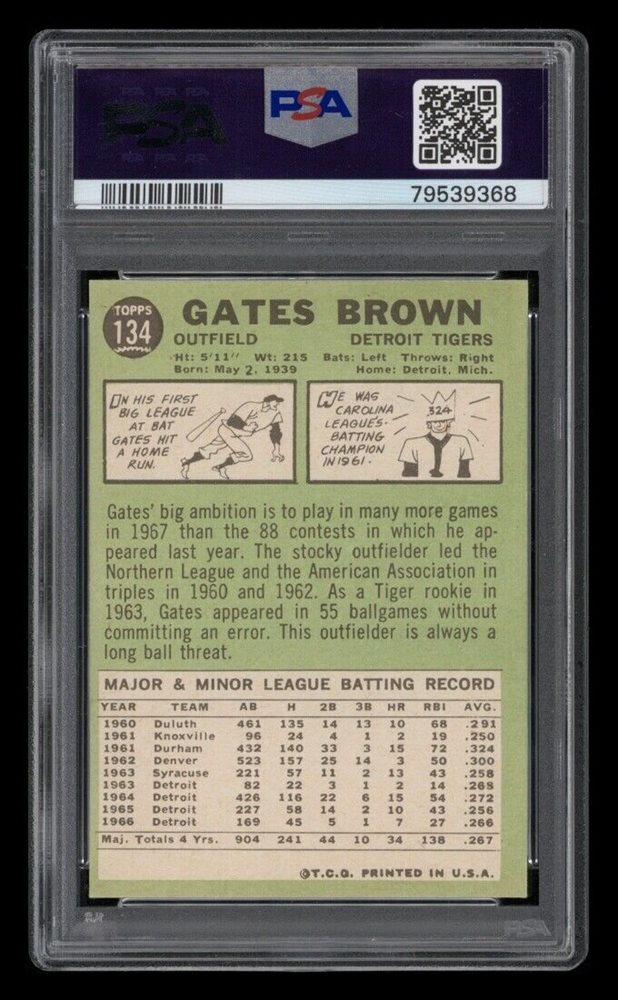 PSA
PSA
79539368
TOPPS
134
GATES BROWN
OUTFIELD DETROIT TIGERS
Ht: 5'11" Wt: 215 Bats: Left Throws: Right
Born: May 2, 1939 Home: Detroit, Mich.
IN HIS FIRST
BIG LEAGUE
AT BAT
GATES HIT
A HOME
RUN.
HE WAS
CAROLINA
LEAGUE'S
BATTING
CHAMPION
IN 1961.
324
Gates' big ambition is to play in many more games
in 1967 than the 88 contests in which he ap-
peared last year. The stocky outfielder led the
Northern League and the American Association in
triples in 1960 and 1962. As a Tiger rookie in
1963, Gates appeared in 55 ballgames without
committing an error. This outfielder is always a
long ball threat.
MAJOR & MINOR LEAGUE BATTING RECORD
YEAR TEAM AB H 2B 3B HR RBI AVG.
1960 Duluth 461 135 14 13 10 68 .291
1961 Knoxville 96 24 4 1 2 19 .250
1961 Durham 432 140 33 3 15 72 .324
1962 Denver 523 157 25 14 3 50 .300
1963 Syracuse 221 57 11 2 13 43 .258
1963 Detroit 82 22 3 1 2 14 .268
1964 Detroit 426 116 22 6 15 54 .272
1965 Detroit 227 58 14 2 10 43 .256
1966 Detroit 169 45 5 1 7 27 .266
Maj. Totals 4 Yrs. 904 241 44 10 34 138 .267
©T.C.G. PRINTED IN U.S.A.
PSA